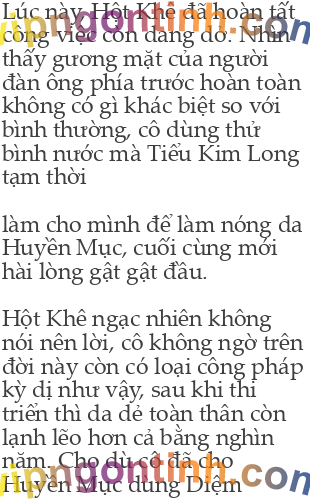 Lúc này, Hột Khê đã hoàn tất
công việc còn dang dở. Nhìn
thấy gương mặt của người
đàn ông phía trước hoàn toàn
không có gì khác biệt so với
bình thường, cô dùng thử
bình nước mà Tiểu Kim Long
tạm thời
làm cho mình để làm nóng da
Huyền Mục, cuối cùng mới
hài lòng gật gật đầu.
Hột Khê ngạc nhiên không
nói nên lời, cô không ngờ trên
đời này còn có loại công pháp
kỳ dị như vậy, sau khi thi
triển thì da dẻ toàn thân còn
lạnh lẽo hơn cả băng nghìn
năm. Cho dù cô đã cho
Huyền Mục dùng Diệm
vipngontinh.com
vipngontinh.com